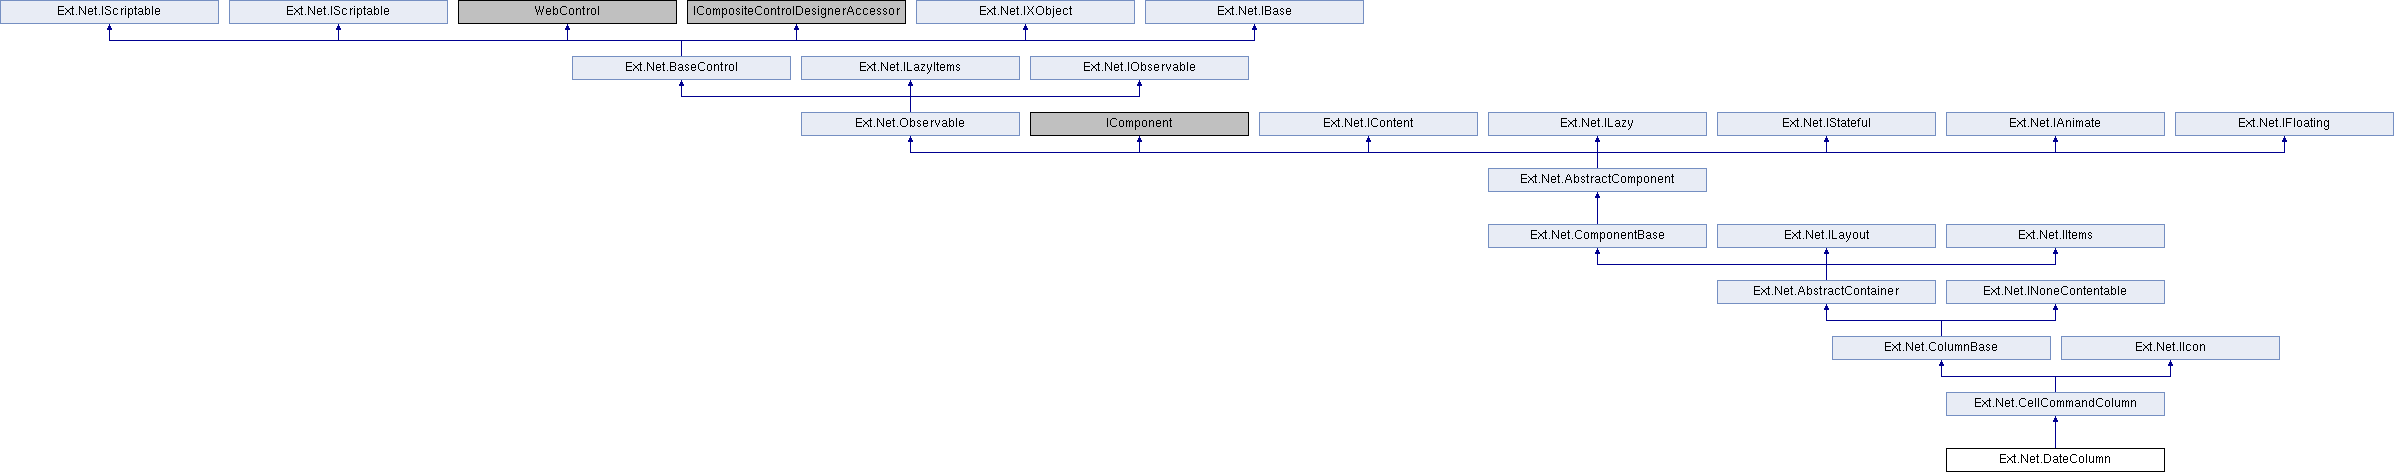 Ext.Net.IScriptable
Ext.Net.IScriptable
WebControl
ICompositeControlDesignerAccessor
Ext.Net.IXObject
Ext.Net.IBase
Ext.Net.BaseControl
Ext.Net.ILazyItems
Ext.Net.IObservable
Ext.Net.Observable
IComponent
Ext.Net.IContent
Ext.Net.ILazy
Ext.Net.IStateful
Ext.Net.IAnimate
Ext.Net.IFloating
Ext.Net.AbstractComponent
Ext.Net.ComponentBase
Ext.Net.ILayout
Ext.Net.IItems
Ext.Net.AbstractContainer
Ext.Net.INoneContentable
Ext.Net.ColumnBase
Ext.Net.IIcon
Ext.Net.CellCommandColumn
Ext.Net.DateColumn